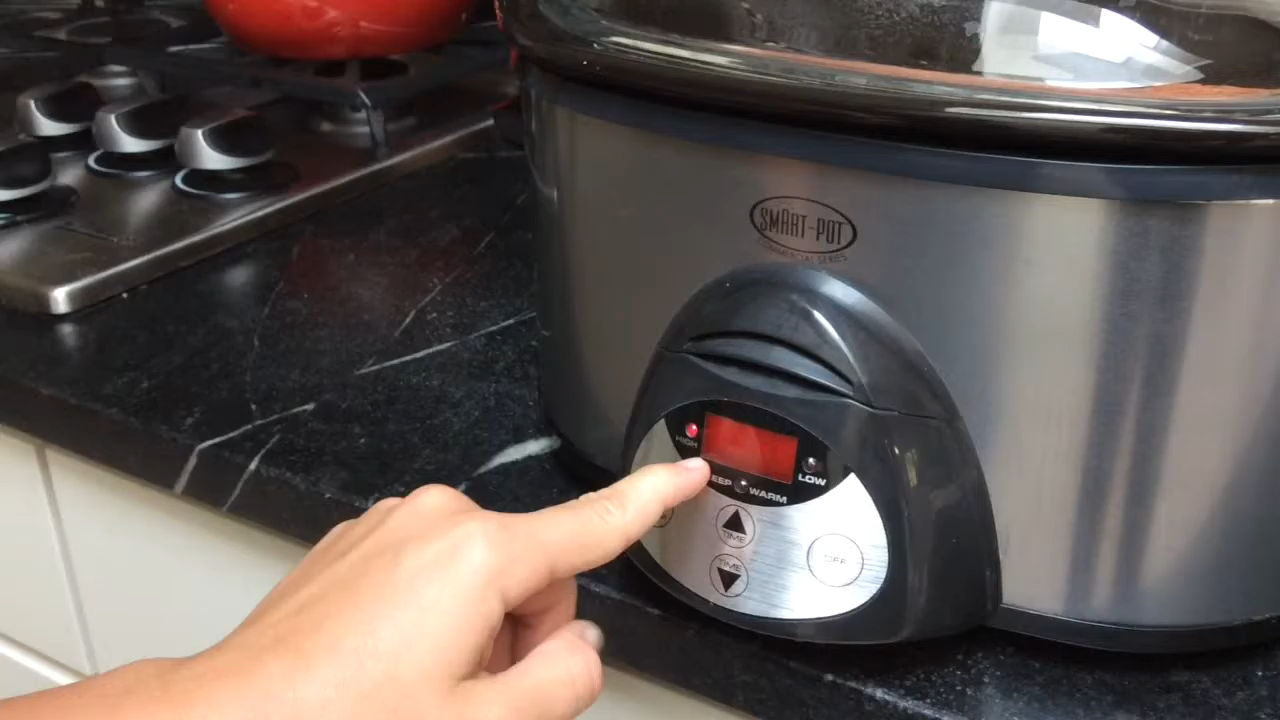 SMART-POT
COMMERCIAL SERIES
HIGH
LOW
WARM
TIME
TIME
OFF